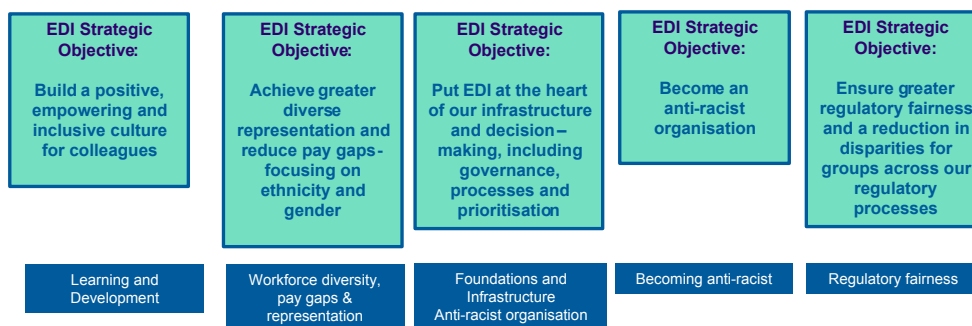 EDI Strategic
Objective:
Build a positive,
empowering and
inclusive culture
for colleagues
EDI Strategic
Objective:
Achieve greater
diverse
representation and
reduce pay gaps-
focusing on
ethnicity and
gender
EDI Strategic
Objective:
Put EDI at the heart
of our infrastructure
and decision–
making, including
governance,
processes and
prioritisation
EDI Strategic
Objective:
Become an
anti-racist
organisation
EDI Strategic
Objective:
Ensure greater
regulatory fairness
and a reduction in
disparities for
groups across our
regulatory
processes
Learning and
Development
Workforce diversity,
pay gaps &
representation
Foundations and
Infrastructure
Anti-racist organisation
Becoming anti-racist
Regulatory fairness